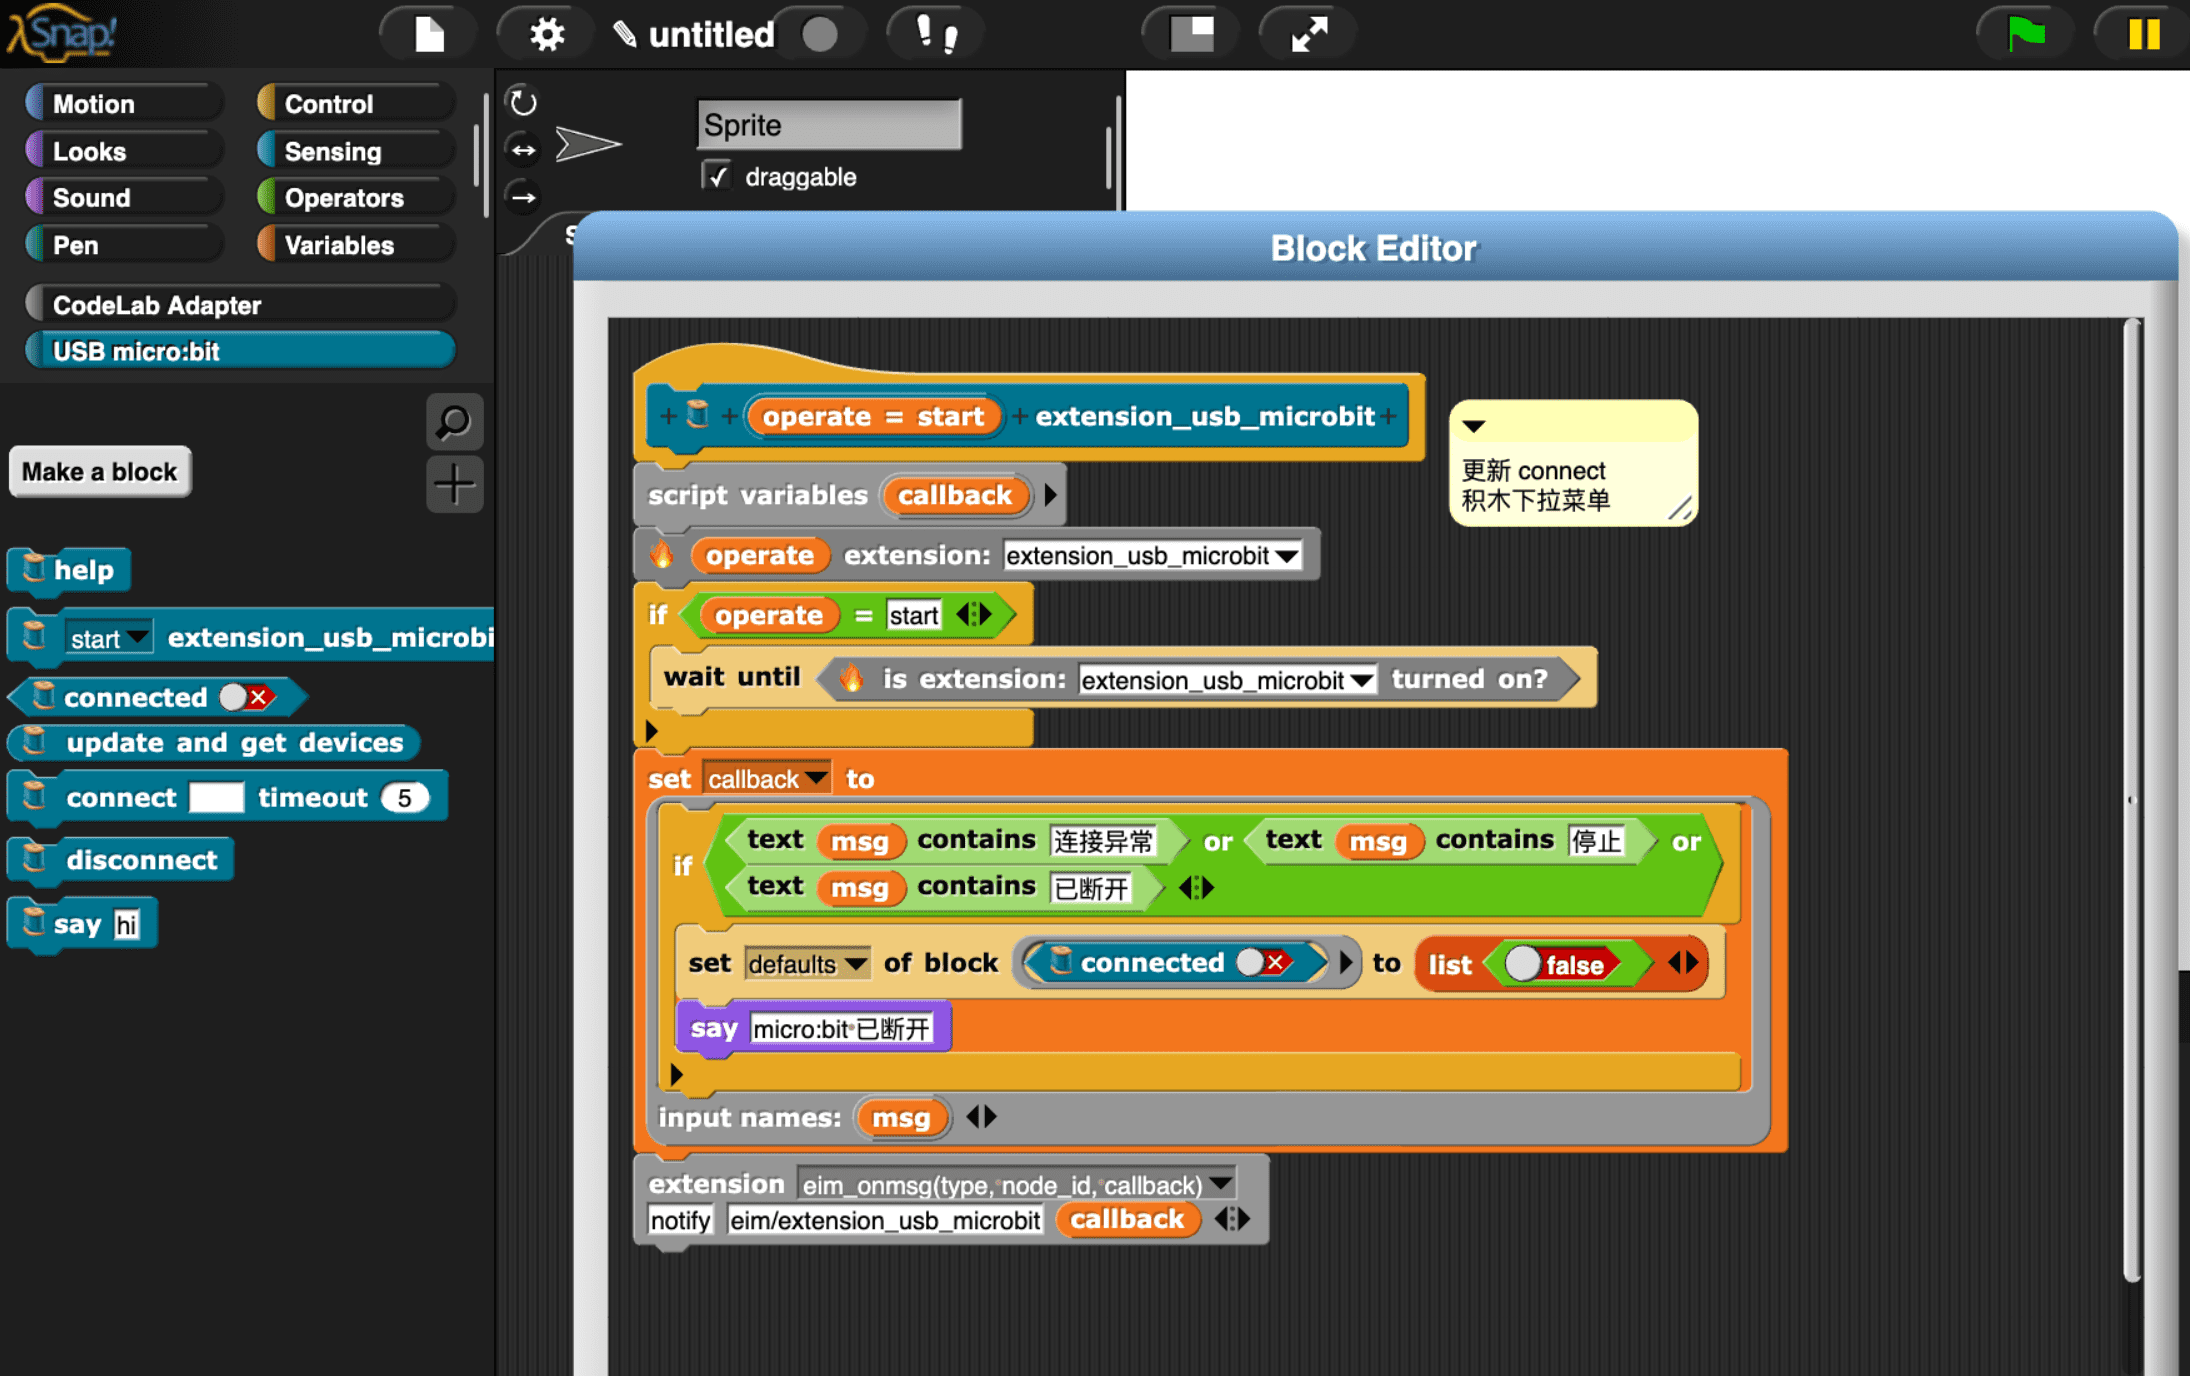 λSnap!
untitled
Motion
Control
Looks
Sensing
Sound
Operators
Pen
Variables
CodeLab Adapter
USB micro:bit
Make a block
help
start extension_usb_microbi
connected
update and get devices
connect timeout 5
disconnect
say hi
Sprite
draggable
S
Block Editor
+ + operate = start + extension_usb_microbit +
更新 connect
积木下拉菜单
script variables callback
operate extension: extension_usb_microbit
if operate = start
wait until is extension: extension_usb_microbit turned on?
set callback to
if text msg contains 连接异常 or text msg contains 停止 or
text msg contains 已断开
set defaults of block connected to list false
say micro:bit 已断开
input names: msg
extension eim_onmsg(type, node_id, callback)
notify eim/extension_usb_microbit callback